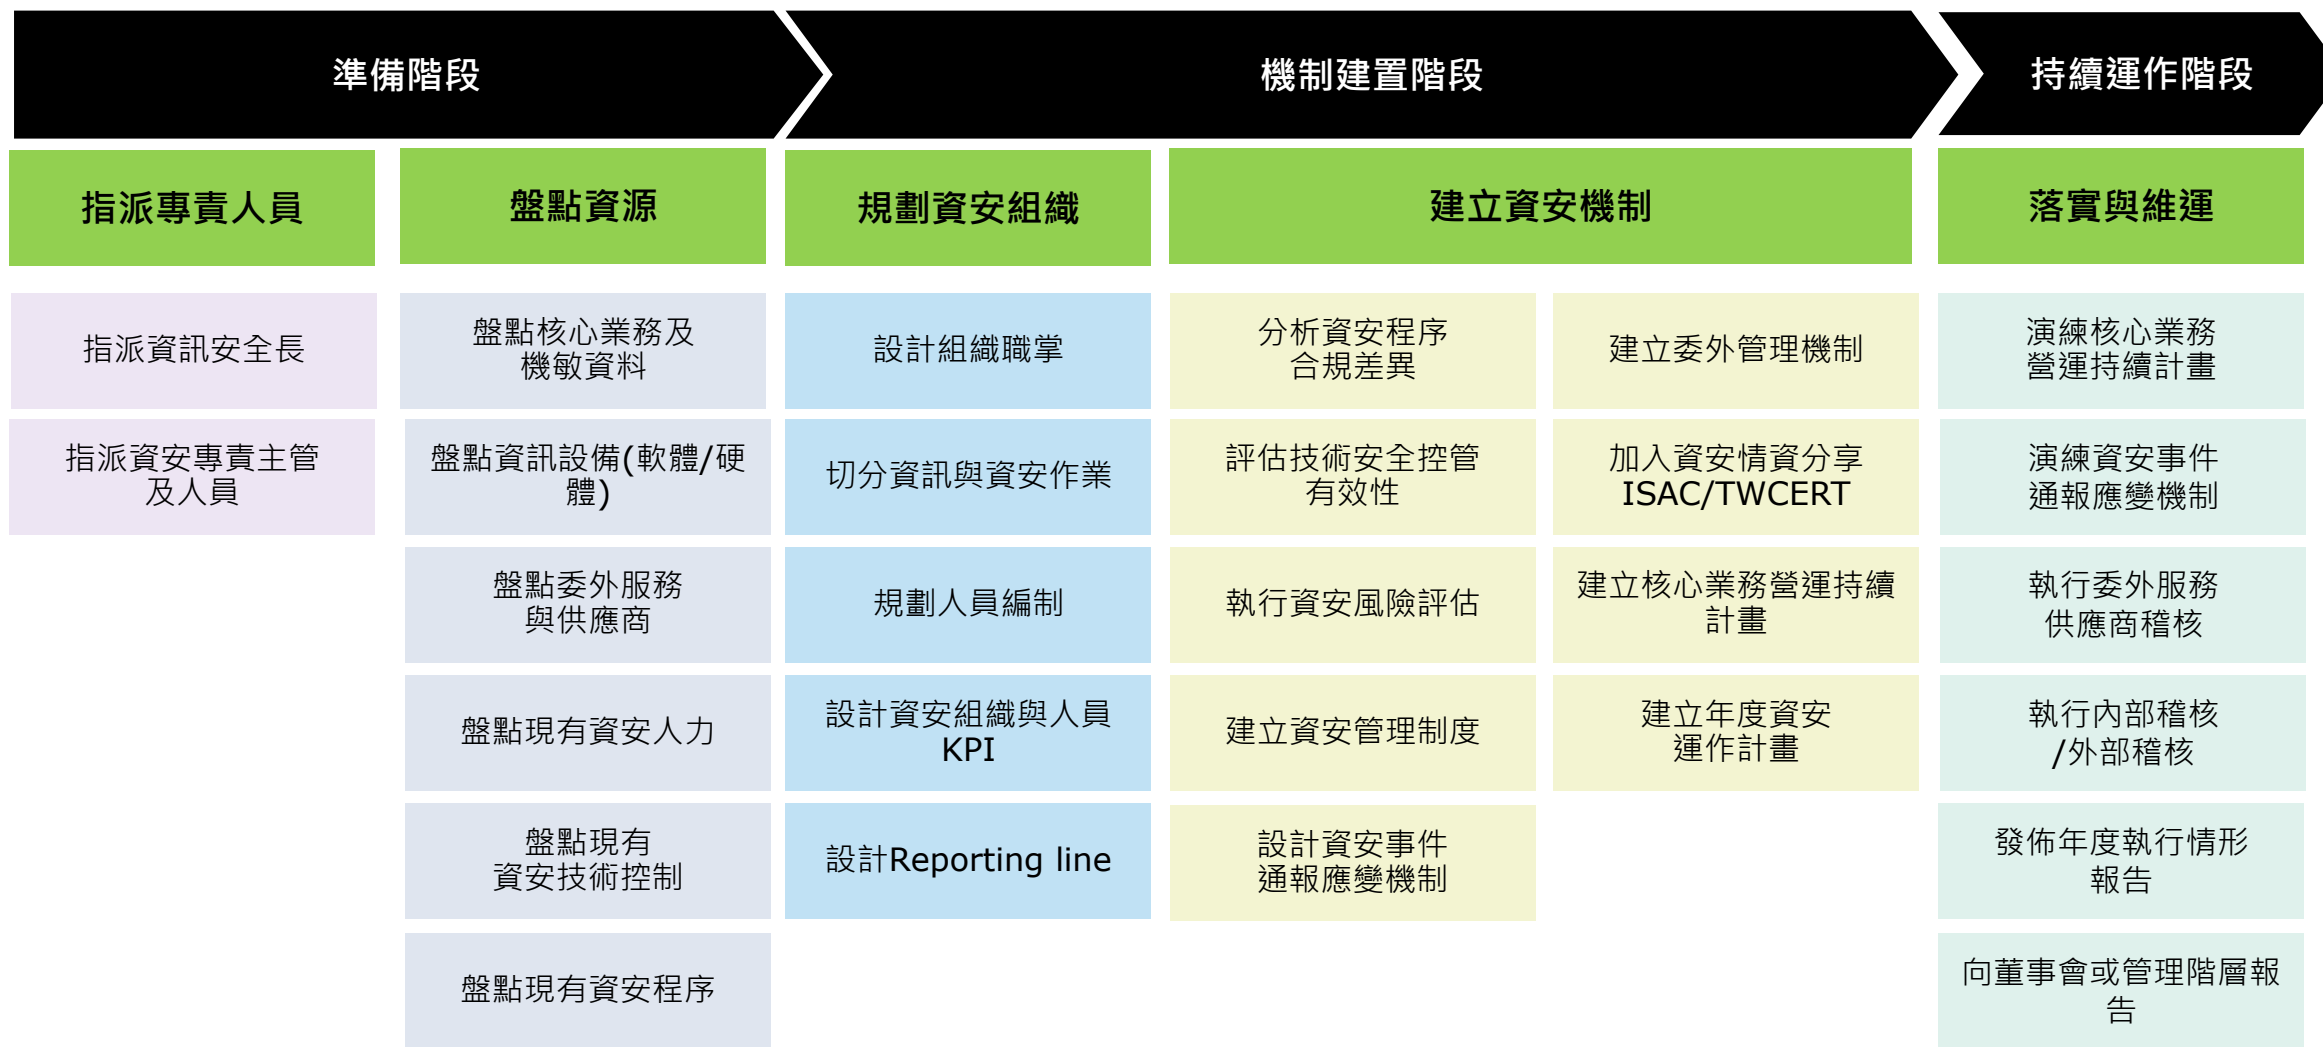 準備階段
機制建置階段
持續運作階段
指派專責人員
盤點資源
規劃資安組織
建立資安機制
落實與維運
指派資訊安全長
指派資安專責主管
及人員
盤點核心業務及
機敏資料
盤點資訊設備(軟體/硬
體)
盤點委外服務
與供應商
盤點現有資安人力
盤點現有
資安技術控制
盤點現有資安程序
設計組織職掌
切分資訊與資安作業
規劃人員編制
設計資安組織與人員
KPI
設計Reporting line
分析資安程序
合規差異
評估技術安全控管
有效性
執行資安風險評估
建立資安管理制度
設計資安事件
通報應變機制
建立委外管理機制
加入資安情資分享
ISAC/TWCERT
建立核心業務營運持續
計畫
建立年度資安
運作計畫
演練核心業務
營運持續計畫
演練資安事件
通報應變機制
執行委外服務
供應商稽核
執行內部稽核
/外部稽核
發佈年度執行情形
報告
向董事會或管理階層報
告